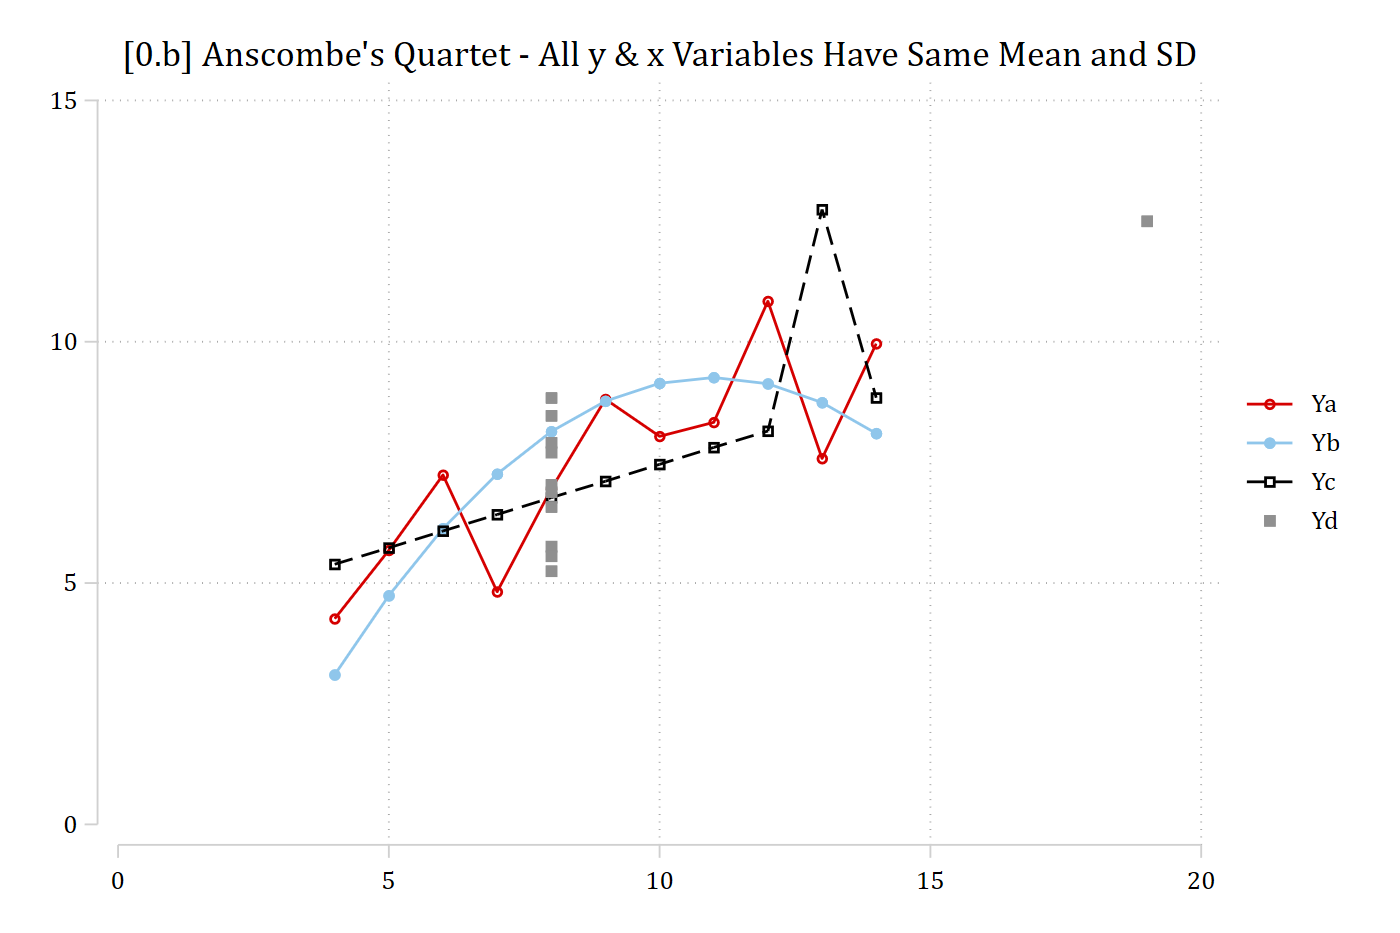 [0.b] Anscombe's Quartet - All y & x Variables Have Same Mean and SD
15
10
5
0
0 5 10 15 20
Ya
Yb
Yc
Yd